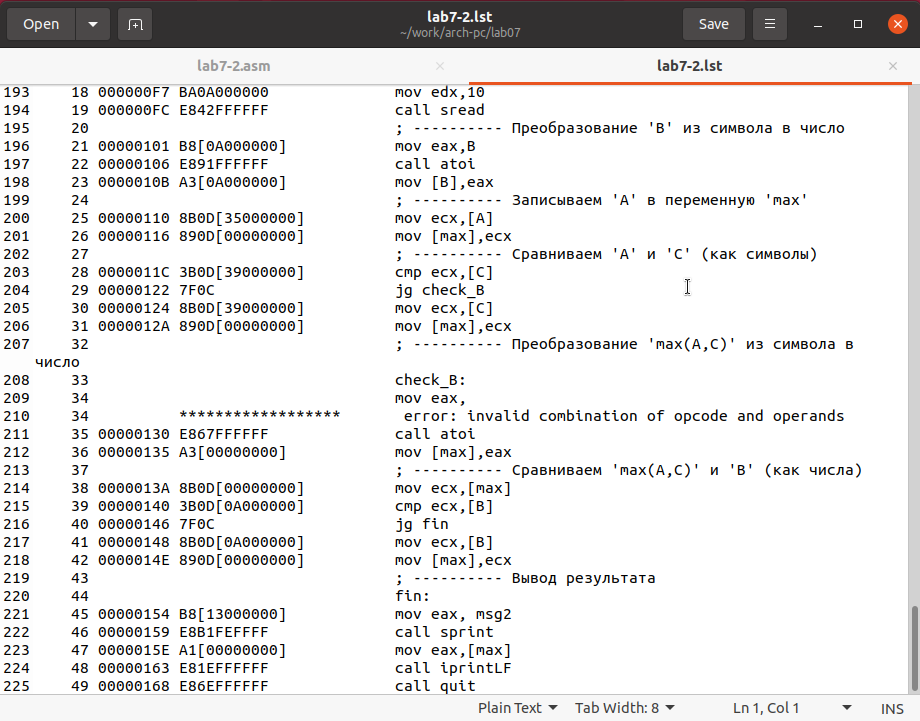 Open
lab7-2.lst
~/work/arch-pc/lab07
Save
lab7-2.asm
lab7-2.lst
193 18 000000F7 BA0A000000 mov edx,10
194 19 000000FC E842FFFFFF call sread
195 20 ; ---------- Преобразование 'B' из символа в число
196 21 00000101 B8[0A000000] mov eax,B
197 22 00000106 E891FFFFFF call atoi
198 23 0000010B A3[0A000000] mov [B],eax
199 24 ; ---------- Записываем 'A' в переменную 'max'
200 25 00000110 8B0D[35000000] mov ecx,[A]
201 26 00000116 890D[00000000] mov [max],ecx
202 27 ; ---------- Сравниваем 'A' и 'С' (как символы)
203 28 0000011C 3B0D[39000000] cmp ecx,[C]
204 29 00000122 7F0C jg check_B
205 30 00000124 8B0D[39000000] mov ecx,[C]
206 31 0000012A 890D[00000000] mov [max],ecx
207 32 ; ---------- Преобразование 'max(A,C)' из символа в
число
208 33 check_B:
209 34 mov eax,
210 34 ****************** error: invalid combination of opcode and operands
211 35 00000130 E867FFFFFF call atoi
212 36 00000135 A3[00000000] mov [max],eax
213 37 ; ---------- Сравниваем 'max(A,C)' и 'B' (как числа)
214 38 0000013A 8B0D[00000000] mov ecx,[max]
215 39 00000140 3B0D[0A000000] cmp ecx,[B]
216 40 00000146 7F0C jg fin
217 41 00000148 8B0D[0A000000] mov ecx,[B]
218 42 0000014E 890D[00000000] mov [max],ecx
219 43 ; ---------- Вывод результата
220 44 fin:
221 45 00000154 B8[13000000] mov eax, msg2
222 46 00000159 E8B1FEFFFF call sprint
223 47 0000015E A1[00000000] mov eax,[max]
224 48 00000163 E81EFFFFFF call iprintLF
225 49 00000168 E86EFFFFFF call quit
Plain Text Tab Width: 8 Ln 1, Col 1 INS